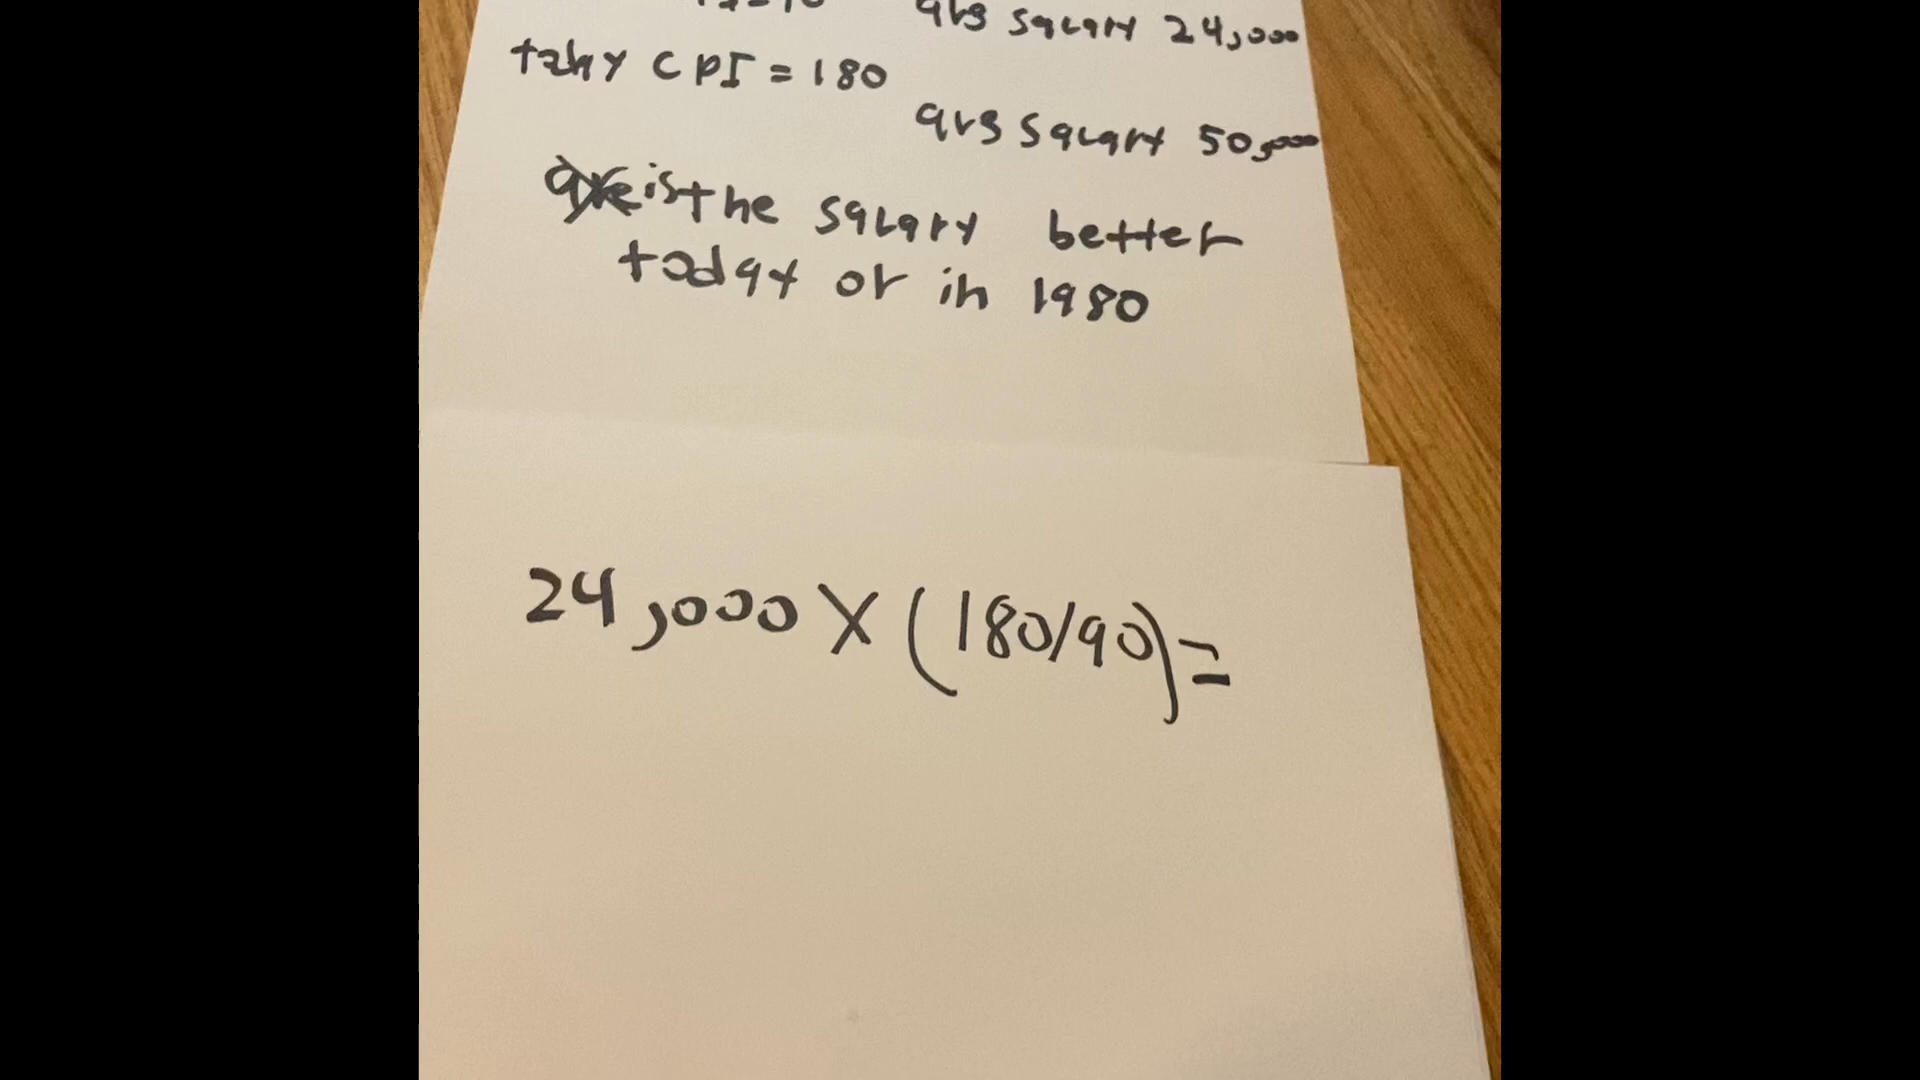 avg salary 24,000
today CPI = 180
avg salary 50,000
is the salary better
today or in 1980
24,000 X (180/90) =